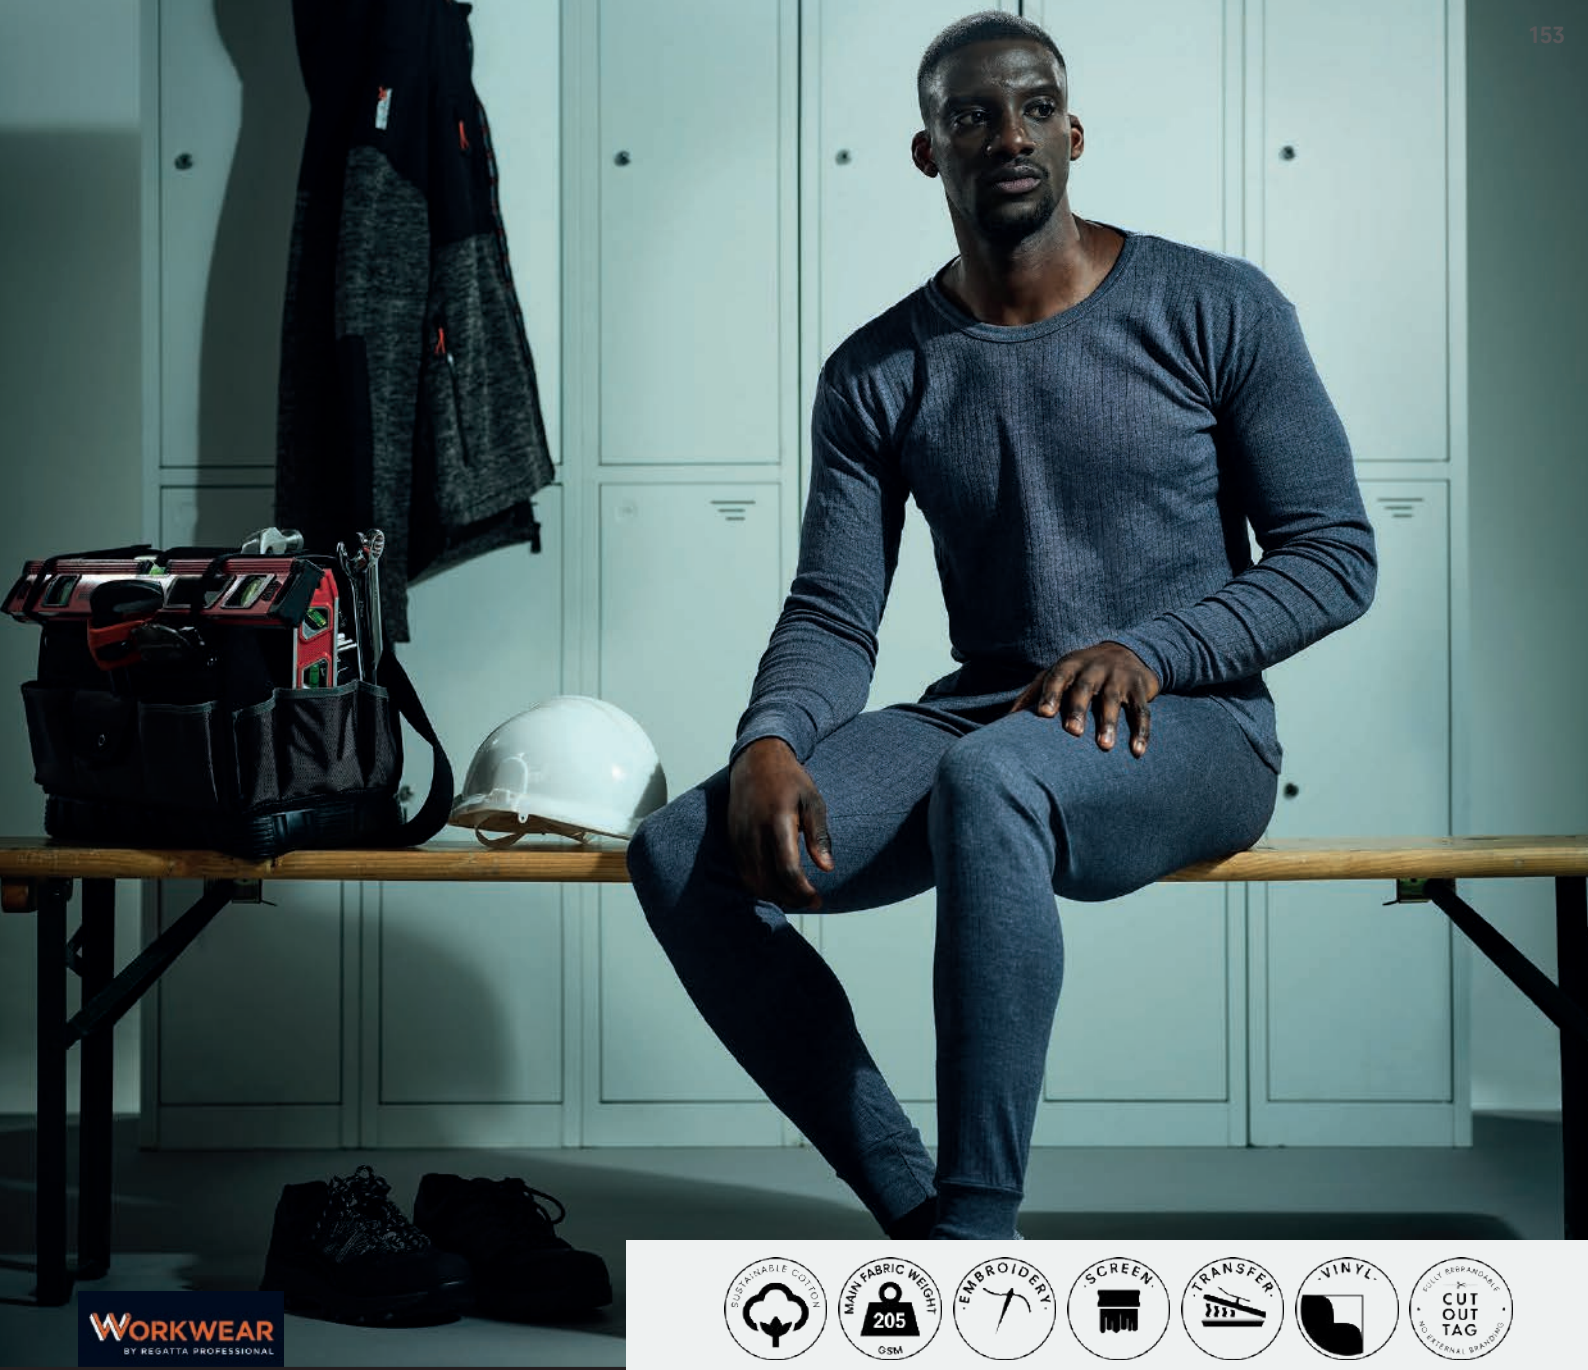 153
WORKWEAR
BY REGATTA PROFESSIONAL
SUSTAINABLE COTTON
MAIN FABRIC WEIGHT
205
GSM
·EMBROIDERY·
·SCREEN·
·TRANSFER·
·VINYL·
FULLY REBRANDABLE
CUT
OUT
TAG
NO EXTERNAL BRANDING